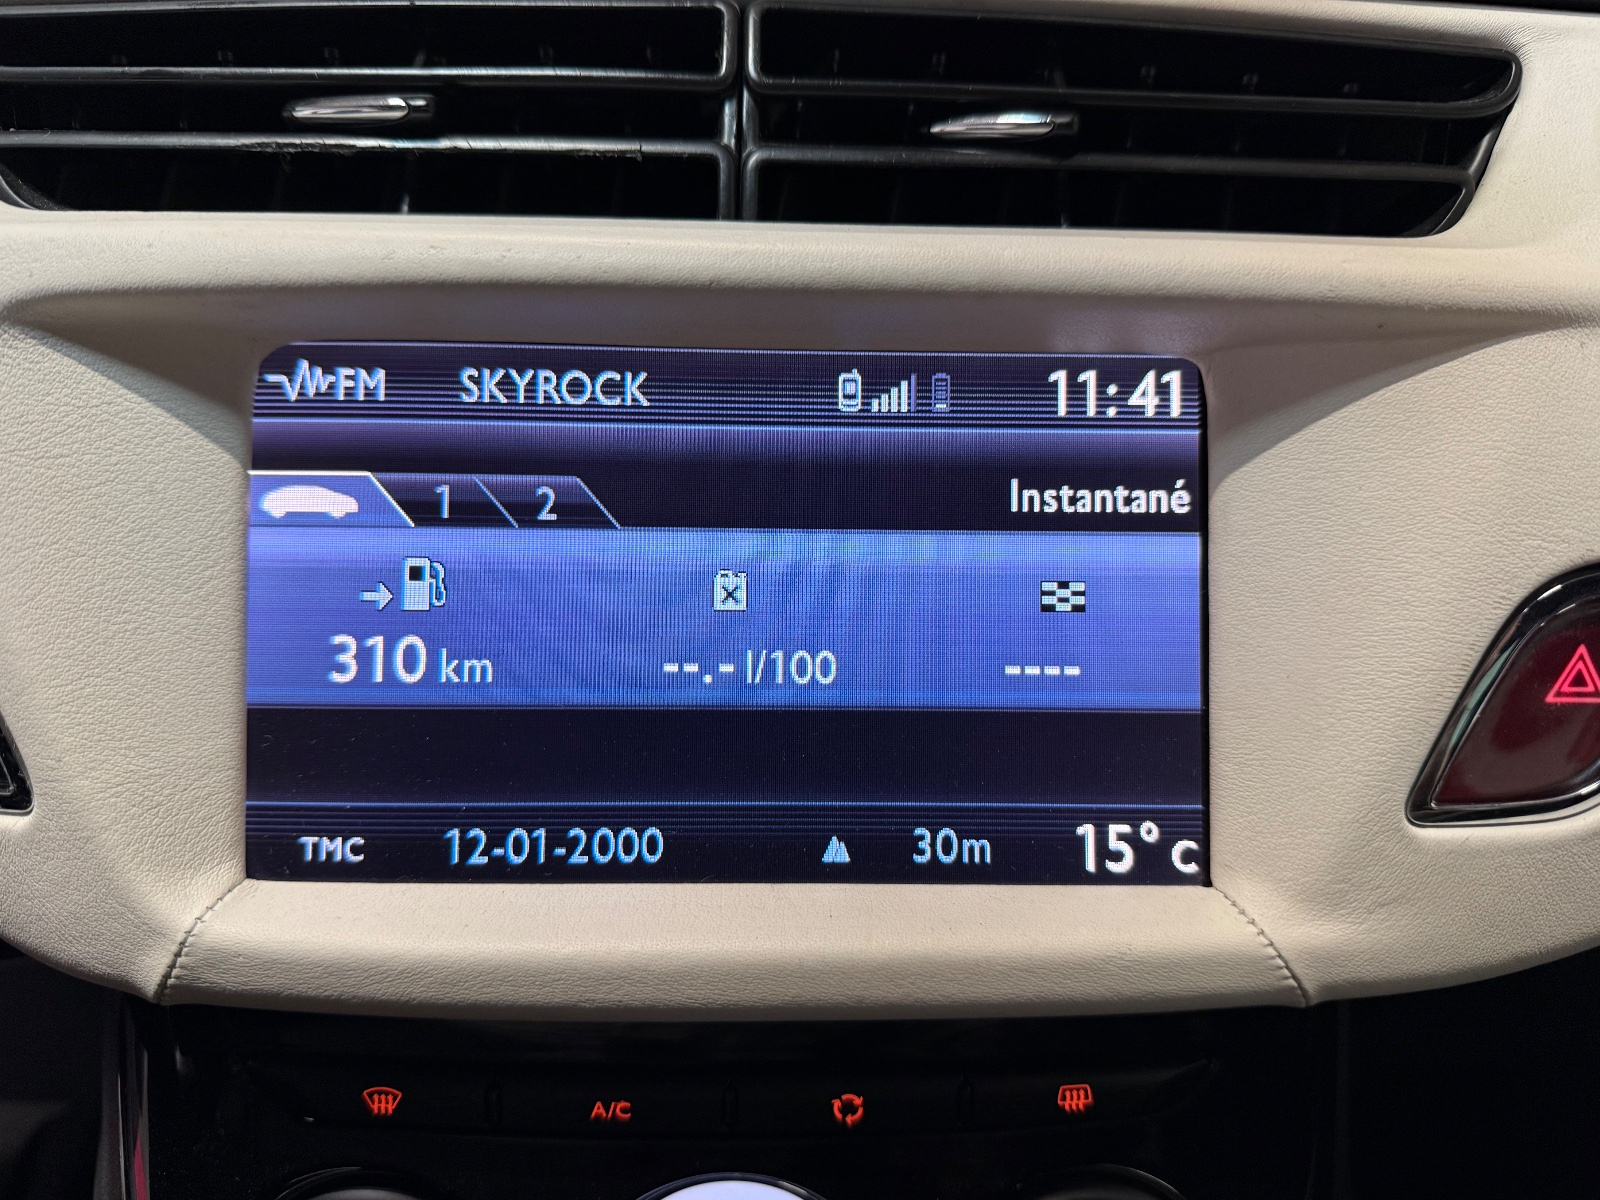 FM SKYROCK 11:41
1 2 Instantané
310 km --.- l/100 ----
TMC 12-01-2000 30m 15° c
A/C